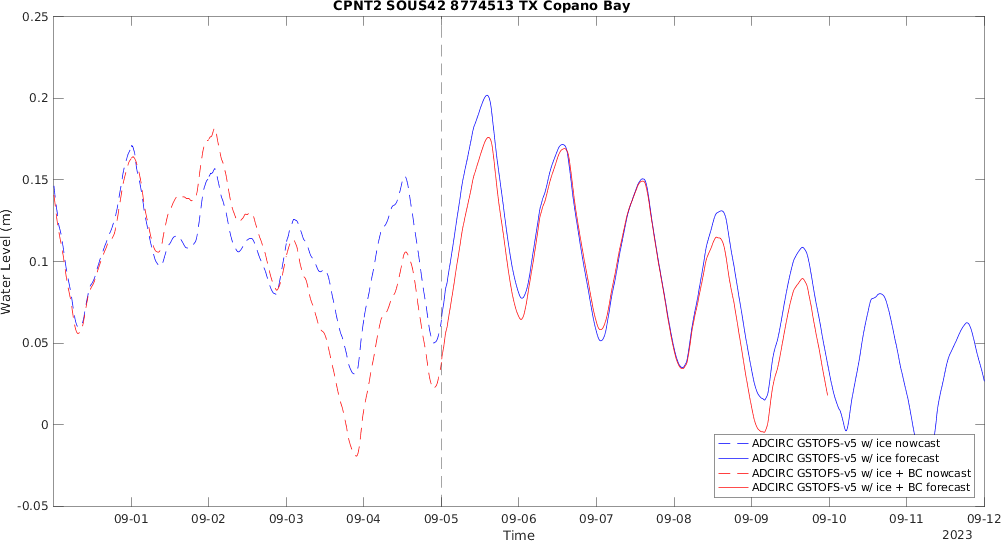 CPNT2 SOUS42 8774513 TX Copano Bay
0.25
0.2
0.15
0.1
0.05
0
-0.05
Water Level (m)
09-01 09-02 09-03 09-04 09-05 09-06 09-07 09-08 09-09 09-10 09-11 09-12
2023
Time
ADCIRC GSTOFS-v5 w/ ice nowcast
ADCIRC GSTOFS-v5 w/ ice forecast
ADCIRC GSTOFS-v5 w/ ice + BC nowcast
ADCIRC GSTOFS-v5 w/ ice + BC forecast